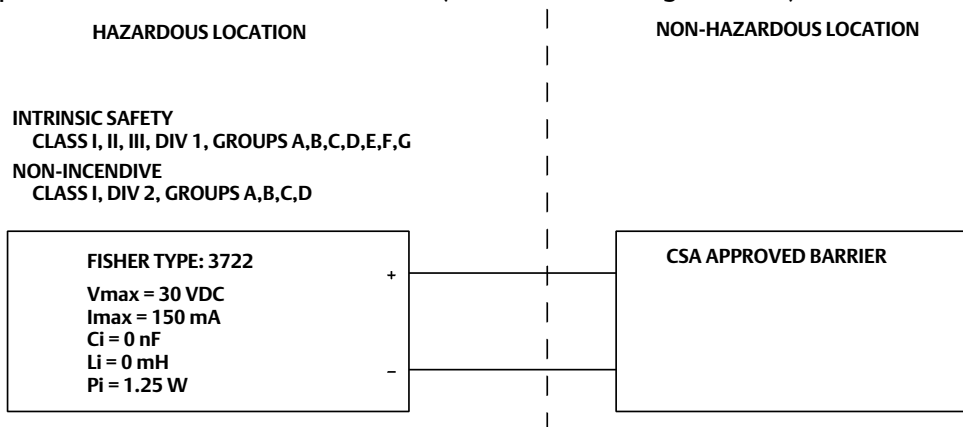 HAZARDOUS LOCATION
NON-HAZARDOUS LOCATION
INTRINSIC SAFETY
CLASS I, II, III, DIV 1, GROUPS A,B,C,D,E,F,G
NON-INCENDIVE
CLASS I, DIV 2, GROUPS A,B,C,D
FISHER TYPE: 3722
Vmax = 30 VDC
Imax = 150 mA
Ci = 0 nF
Li = 0 mH
Pi = 1.25 W
+
–
CSA APPROVED BARRIER